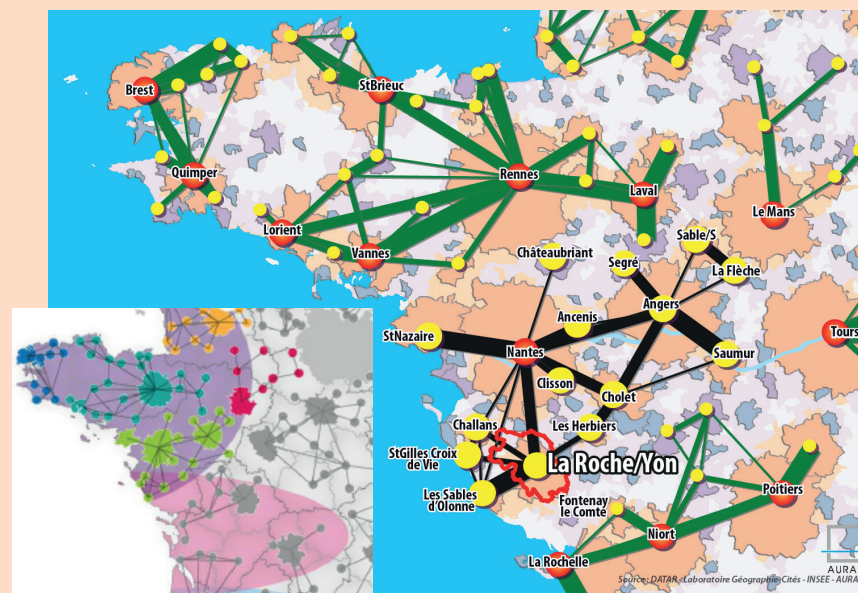 Brest
StBrieuc
Quimper
Rennes
Laval
Le Mans
Lorient
Vannes
Châteaubriant
Sable/S
Segré
La Flèche
Angers
Ancenis
StNazaire
Nantes
Tours
Saumur
Clisson
Cholet
Challans
Les Herbiers
StGilles Croix
de Vie
La Roche/Yon
Les Sables
d'Olonne
Fontenay
le Comté
Poitiers
Niort
La Rochelle
AURA
Source : DATAR - Laboratoire Géographie-Cités - INSEE - AURA